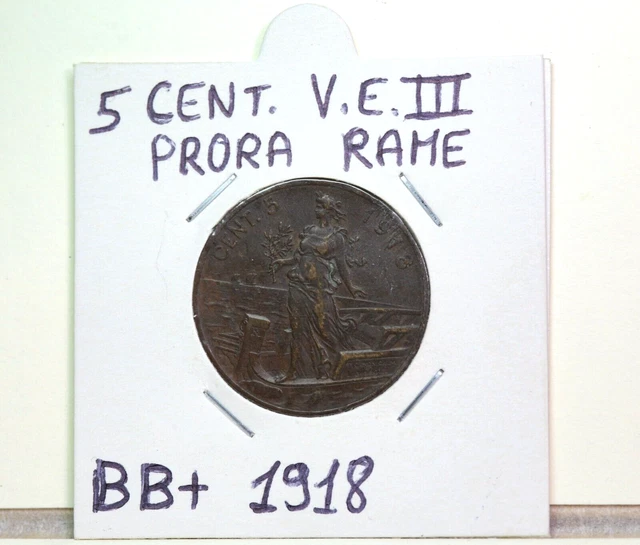 5 CENT. V.E. III
PRORA RAME
CENT. 5 1918
BB+ 1918